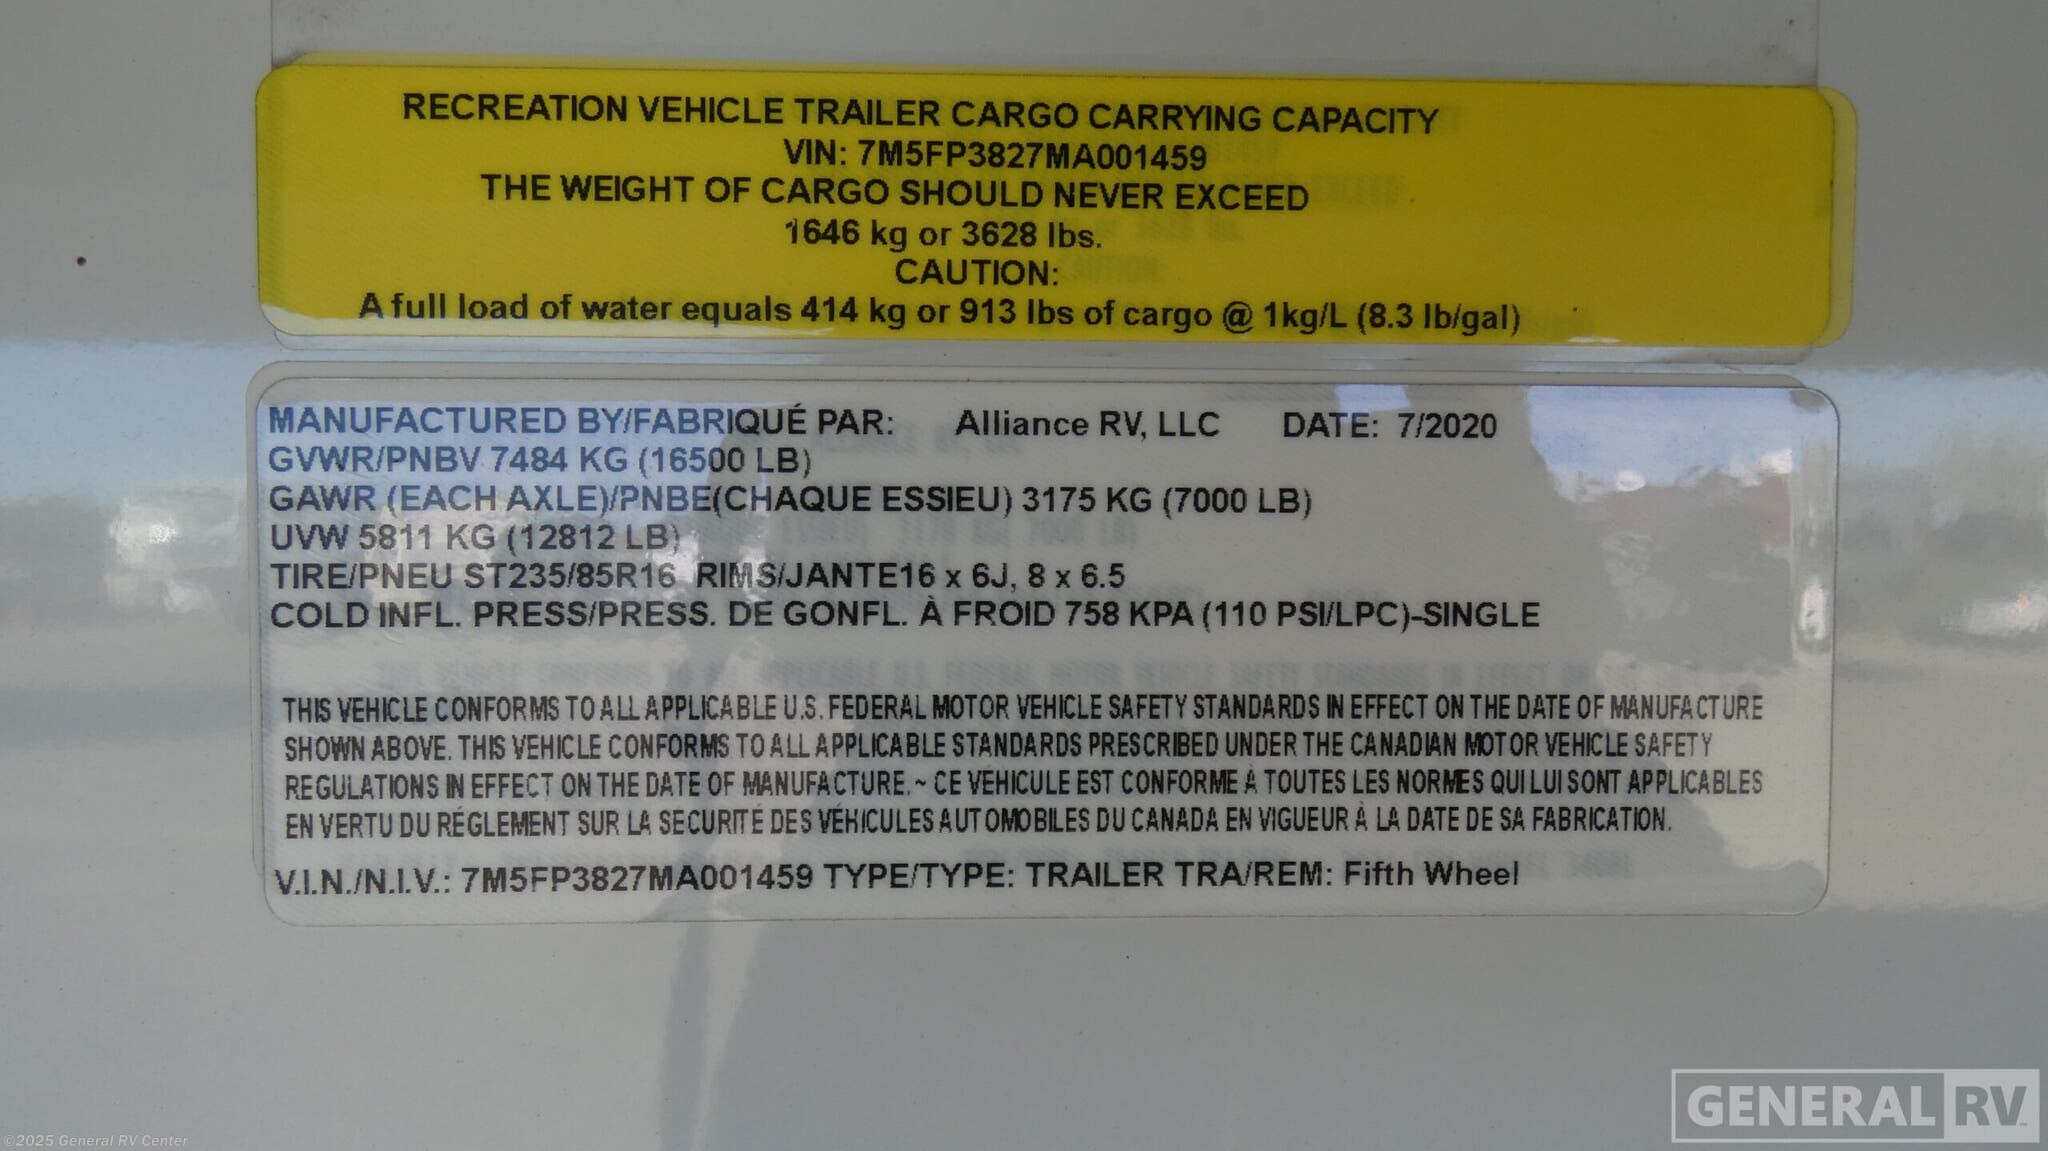 RECREATION VEHICLE TRAILER CARGO CARRYING CAPACITY
VIN: 7M5FP3827MA001459
THE WEIGHT OF CARGO SHOULD NEVER EXCEED
1646 kg or 3628 lbs.
CAUTION:
A full load of water equals 414 kg or 913 lbs of cargo @ 1kg/L (8.3 lb/gal)
MANUFACTURED BY/FABRIQUÉ PAR: Alliance RV, LLC DATE: 7/2020
GVWR/PNBV 7484 KG (16500 LB)
GAWR (EACH AXLE)/PNBE(CHAQUE ESSIEU) 3175 KG (7000 LB)
UVW 5811 KG (12812 LB)
TIRE/PNEU ST235/85R16 RIMS/JANTE16 x 6J, 8 x 6.5
COLD INFL. PRESS/PRESS. DE GONFL. À FROID 758 KPA (110 PSI/LPC)-SINGLE
THIS VEHICLE CONFORMS TO ALL APPLICABLE U.S. FEDERAL MOTOR VEHICLE SAFETY STANDARDS IN EFFECT ON THE DATE OF MANUFACTURE
SHOWN ABOVE. THIS VEHICLE CONFORMS TO ALL APPLICABLE STANDARDS PRESCRIBED UNDER THE CANADIAN MOTOR VEHICLE SAFETY
REGULATIONS IN EFFECT ON THE DATE OF MANUFACTURE. ~ CE VEHICULE EST CONFORME À TOUTES LES NORMES QUI LUI SONT APPLICABLES
EN VERTU DU RÉGLEMENT SUR LA SECURITÉ DES VÉHICULES AUTOMOBILES DU CANADA EN VIGUEUR À LA DATE DE SA FABRICATION.
V.I.N./N.I.V.: 7M5FP3827MA001459 TYPE/TYPE: TRAILER TRA/REM: Fifth Wheel
GENERAL RV
©2025 General RV Center